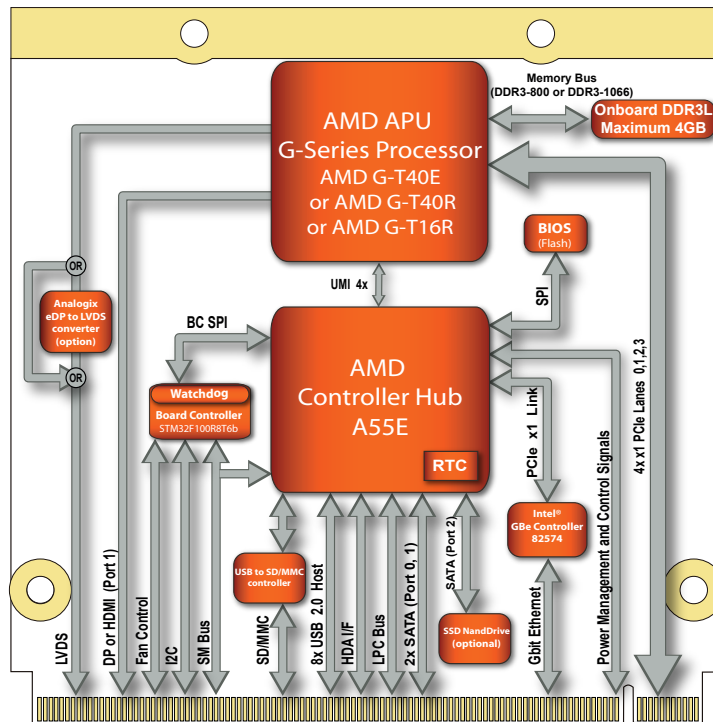 Memory Bus
(DDR3-800 or DDR3-1066)
Onboard DDR3L
Maximum 4GB
AMD APU
G-Series Processor
AMD G-T40E
or AMD G-T40R
or AMD G-T16R
BIOS
(Flash)
OR
UMI 4x
SPI
Analogix
eDP to LVDS
converter
(option)
OR
BC SPI
AMD
Controller Hub
A55E
RTC
Watchdog
Board Controller
STM32F100R8T6b
PCIe x1 Link
4x x1 PCIe Lanes 0,1,2,3
Intel®
GBe Controller
82574
USB to SD/MMC
controller
SSD NandDrive
(optional)
LVDS
DP or HDMI (Port 1)
Fan Control
I2C
SM Bus
SD/MMC
8x USB 2.0 Host
HDA I/F
LPC Bus
2x SATA (Port 0, 1)
SATA (Port 2)
Gbit Ethernet
Power Management and Control Signals